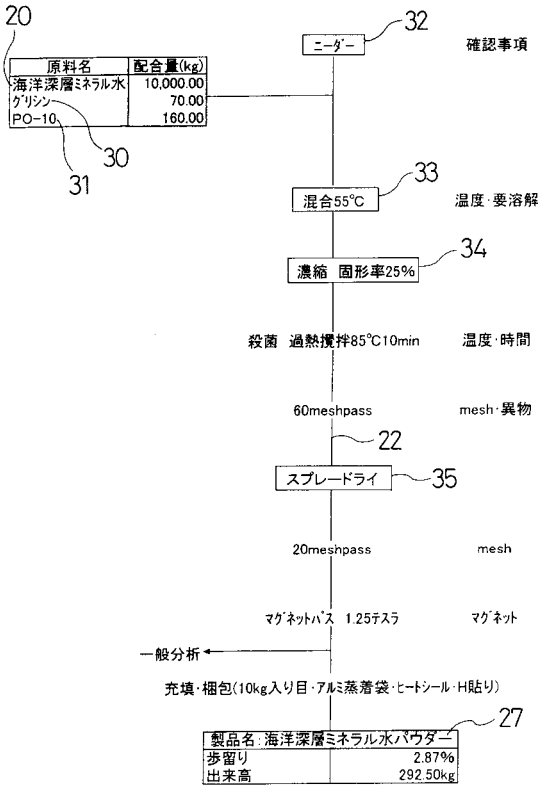 20
32
ニーダー
確認事項
原料名 配合量(kg)
海洋深層ミネラル水 10,000.00
グリシン 70.00
PO-10 160.00
30
31
33
混合55℃
温度・要溶解
34
濃縮 固形率25%
殺菌 過熱攪拌85℃10min
温度・時間
60meshpass
mesh・異物
22
スプレードライ
35
20meshpass
mesh
マグネットパス 1.25テスラ
マグネット
一般分析
充填・梱包(10kg入り目・アルミ蒸着袋・ヒートシール・H貼り)
27
製品名:海洋深層ミネラル水パウダー
歩留り 2.87%
出来高 292.50kg